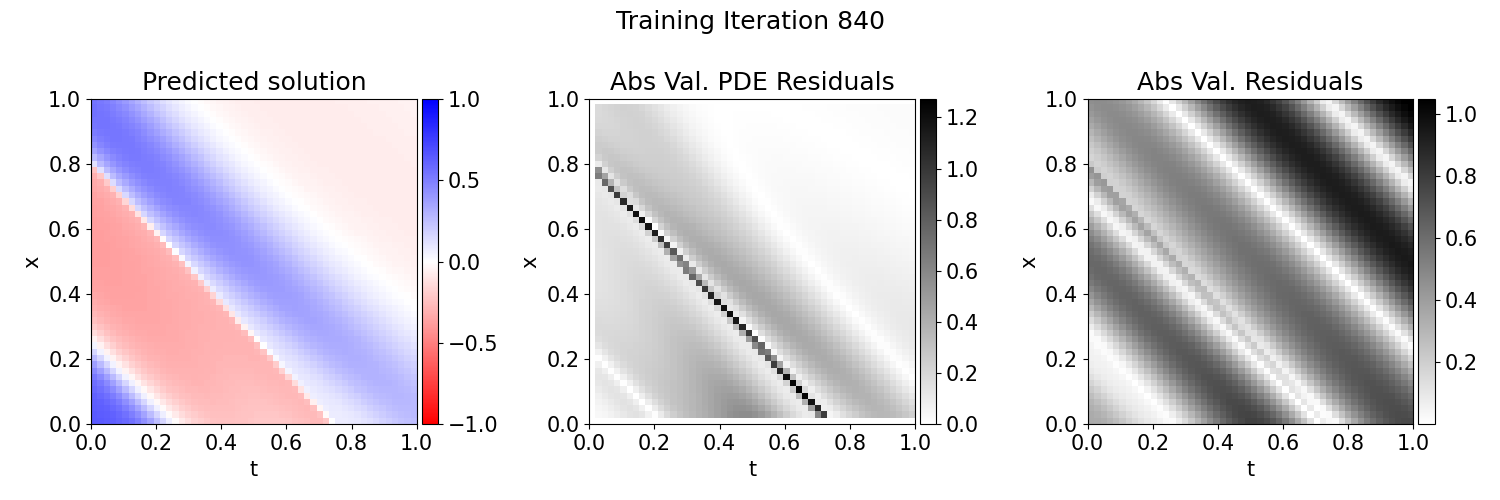 Training Iteration 840
Predicted solution
Abs Val. PDE Residuals
Abs Val. Residuals
1.0
0.8
0.6
0.4
0.2
0.0
x
0.0 0.2 0.4 0.6 0.8 1.0
t
1.0
0.5
0.0
−0.5
−1.0
1.0
0.8
0.6
0.4
0.2
0.0
x
0.0 0.2 0.4 0.6 0.8 1.0
t
1.2
1.0
0.8
0.6
0.4
0.2
0.0
1.0
0.8
0.6
0.4
0.2
0.0
x
0.0 0.2 0.4 0.6 0.8 1.0
t
1.0
0.8
0.6
0.4
0.2